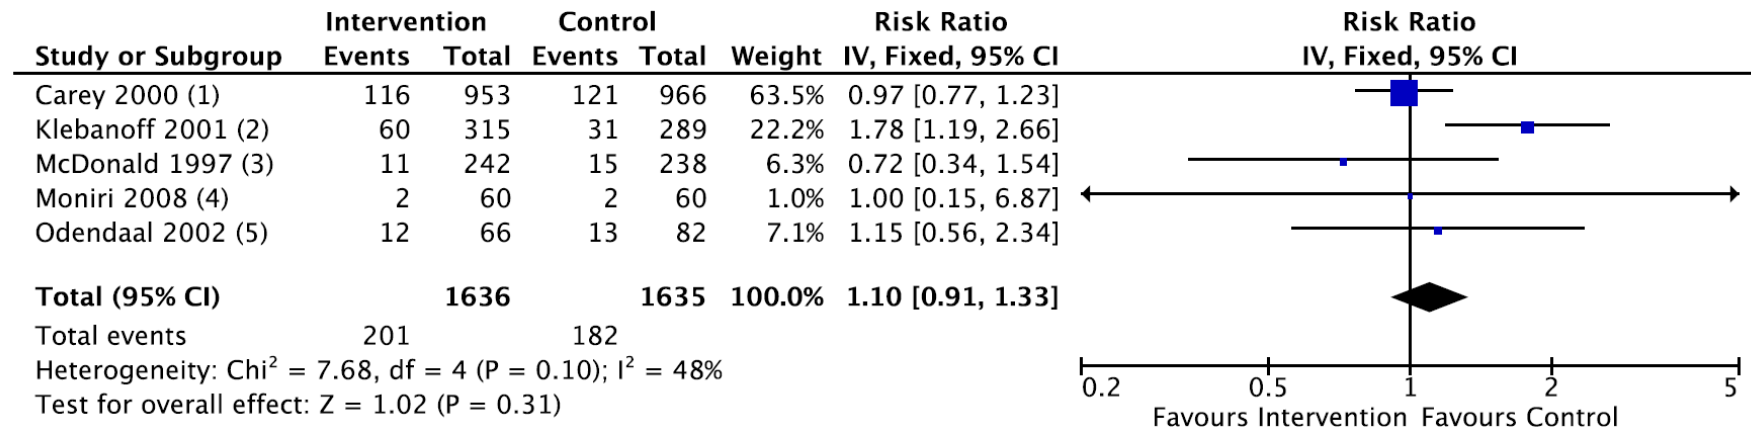 Intervention Control Risk Ratio Risk Ratio
Study or Subgroup Events Total Events Total Weight IV, Fixed, 95% CI IV, Fixed, 95% CI
Carey 2000 (1) 116 953 121 966 63.5% 0.97 [0.77, 1.23]
Klebanoff 2001 (2) 60 315 31 289 22.2% 1.78 [1.19, 2.66]
McDonald 1997 (3) 11 242 15 238 6.3% 0.72 [0.34, 1.54]
Moniri 2008 (4) 2 60 2 60 1.0% 1.00 [0.15, 6.87]
Odendaal 2002 (5) 12 66 13 82 7.1% 1.15 [0.56, 2.34]
Total (95% CI) 1636 1635 100.0% 1.10 [0.91, 1.33]
Total events 201 182
Heterogeneity: Chi² = 7.68, df = 4 (P = 0.10); I² = 48%
Test for overall effect: Z = 1.02 (P = 0.31)
0.2 0.5 1 2 5
Favours Intervention Favours Control